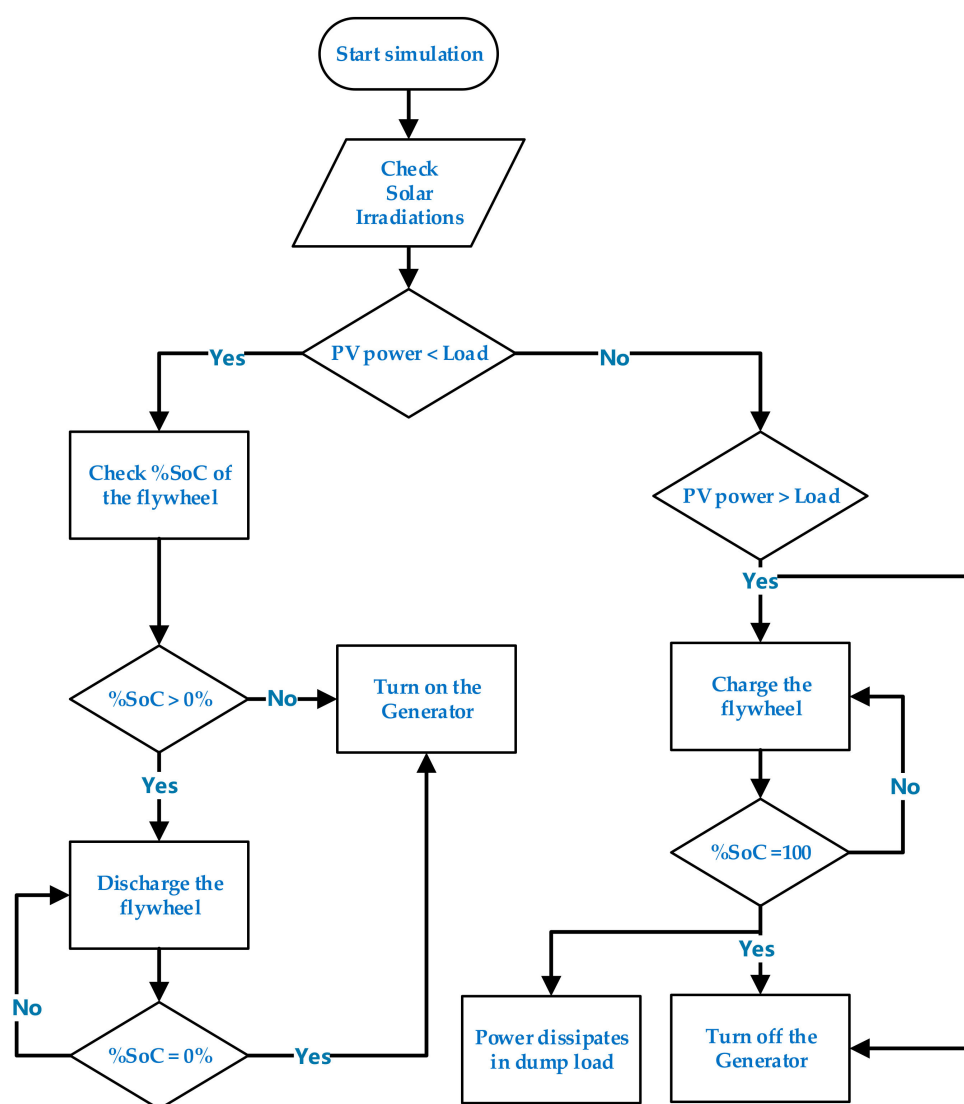 Start simulation
Check
Solar
Irradiations
PV power < Load
Yes
No
Check %SoC of
the flywheel
PV power > Load
Yes
%SoC > 0%
No
Turn on the
Generator
Charge the
flywheel
Yes
No
%SoC =100
Discharge the
flywheel
Yes
No
%SoC = 0%
Yes
Power dissipates
in dump load
Turn off the
Generator